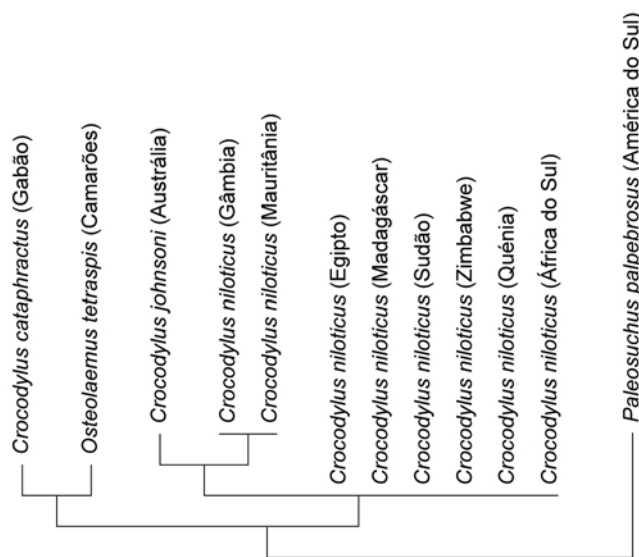 Crocodylus cataphractus (Gabão)
Osteolaemus tetraspis (Camarões)
Crocodylus johnsoni (Austrália)
Crocodylus niloticus (Gâmbia)
Crocodylus niloticus (Mauritânia)
Crocodylus niloticus (Egipto)
Crocodylus niloticus (Madagáscar)
Crocodylus niloticus (Sudão)
Crocodylus niloticus (Zimbabwe)
Crocodylus niloticus (Quénia)
Crocodylus niloticus (África do Sul)
Paleosuchus palpebrosus (América do Sul)